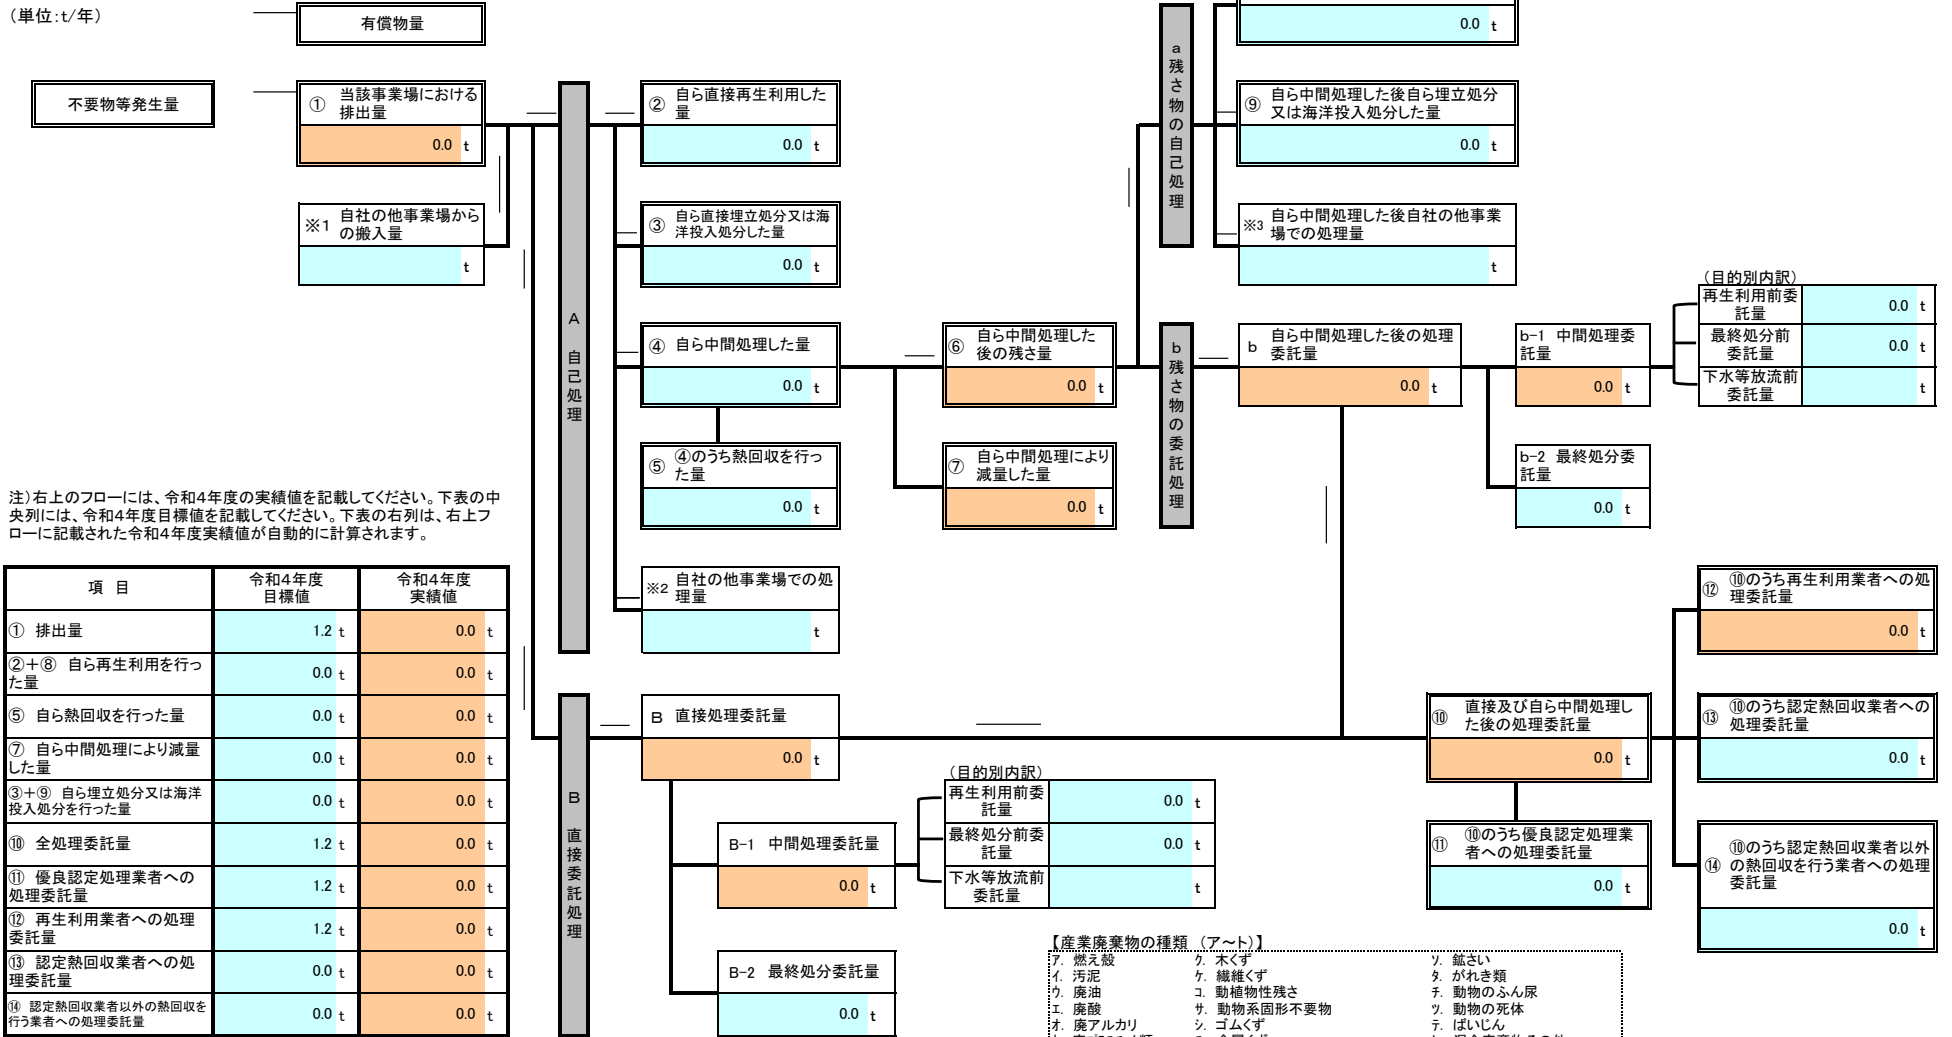 (単位:t/年)
有償物量
不要物等発生量
① 当該事業場における
排出量
0.0 t
※1 自社の他事業場から
の搬入量
t
A 自己処理
② 自ら直接再生利用した
量
0.0 t
③ 自ら直接埋立処分又は海
洋投入処分した量
0.0 t
④ 自ら中間処理した量
0.0 t
⑤ ④のうち熱回収を行っ
た量
0.0 t
※2 自社の他事業場での処
理量
t
⑥ 自ら中間処理した
後の残さ量
0.0 t
⑦ 自ら中間処理により
減量した量
0.0 t
a残さ物の自己処理
0.0 t
⑨ 自ら中間処理した後自ら埋立処分
又は海洋投入処分した量
0.0 t
※3 自ら中間処理した後自社の他事業
場での処理量
t
b残さ物の委託処理
b 自ら中間処理した後の処理
委託量
0.0 t
b-1 中間処理委
託量
0.0 t
b-2 最終処分委
託量
0.0 t
(目的別内訳)
再生利用前委
託量
0.0 t
最終処分前
委託量
0.0 t
下水等放流前
委託量
t
注)右上のフローには、令和4年度の実績値を記載してください。下表の中
央列には、令和4年度目標値を記載してください。下表の右列は、右上フ
ローに記載された令和4年度実績値が自動的に計算されます。
項 目 令和4年度
目標値 令和4年度
実績値
① 排出量 1.2 t 0.0 t
②+⑧ 自ら再生利用を行っ
た量 0.0 t 0.0 t
⑤ 自ら熱回収を行った量 0.0 t 0.0 t
⑦ 自ら中間処理により減量
した量 0.0 t 0.0 t
③+⑨ 自ら埋立処分又は海洋
投入処分を行った量 0.0 t 0.0 t
⑩ 全処理委託量 1.2 t 0.0 t
⑪ 優良認定処理業者への
処理委託量 1.2 t 0.0 t
⑫ 再生利用業者への処理
委託量 1.2 t 0.0 t
⑬ 認定熱回収業者への処
理委託量 0.0 t 0.0 t
⑭ 認定熱回収業者以外の熱回収を
行う業者への処理委託量 0.0 t 0.0 t
B 直接委託処理
B 直接処理委託量
0.0 t
B-1 中間処理委託量
0.0 t
B-2 最終処分委託量
0.0 t
(目的別内訳)
再生利用前委
託量
0.0 t
最終処分前委
託量
0.0 t
下水等放流前
委託量
t
⑩ 直接及び自ら中間処理し
た後の処理委託量
0.0 t
⑪ ⑩のうち優良認定処理業
者への処理委託量
0.0 t
⑫ ⑩のうち再生利用業者への処
理委託量
0.0 t
⑬ ⑩のうち認定熱回収業者への
処理委託量
0.0 t
⑭ ⑩のうち認定熱回収業者以外
の熱回収を行う業者への処理
委託量
0.0 t
【産業廃棄物の種類 (ア~ト)】
ア. 燃え殻 ク. 木くず ソ. 鉱さい
イ. 汚泥 ケ. 繊維くず タ. がれき類
ウ. 廃油 コ. 動植物性残さ チ. 動物のふん尿
エ. 廃酸 サ. 動物系固形不要物 ツ. 動物の死体
オ. 廃アルカリ シ. ゴムくず テ. ばいじん